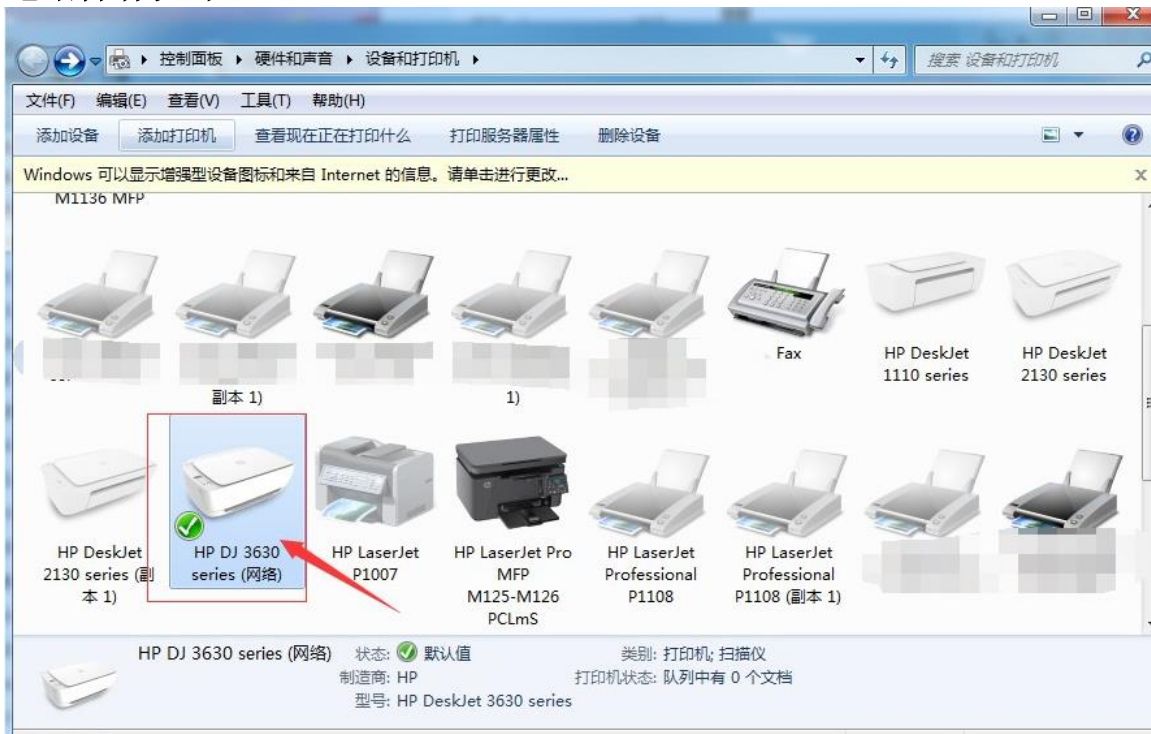 控制面板 ▸ 硬件和声音 ▸ 设备和打印机 ▸
搜索 设备和打印机
文件(F) 编辑(E) 查看(V) 工具(T) 帮助(H)
添加设备 添加打印机 查看现在正在打印什么 打印服务器属性 删除设备
Windows 可以显示增强型设备图标和来自 Internet 的信息。请单击进行更改... x
M1136 MFP
副本 1)
1)
Fax
HP DeskJet
1110 series
HP DeskJet
2130 series
HP DeskJet
2130 series (副
本 1)
HP DJ 3630
series (网络)
HP LaserJet
P1007
HP LaserJet Pro
MFP
M125-M126
PCLmS
HP LaserJet
Professional
P1108
HP LaserJet
Professional
P1108 (副本 1)
HP DJ 3630 series (网络) 状态: 默认值 类别: 打印机; 扫描仪
制造商: HP 打印机状态: 队列中有 0 个文档
型号: HP DeskJet 3630 series